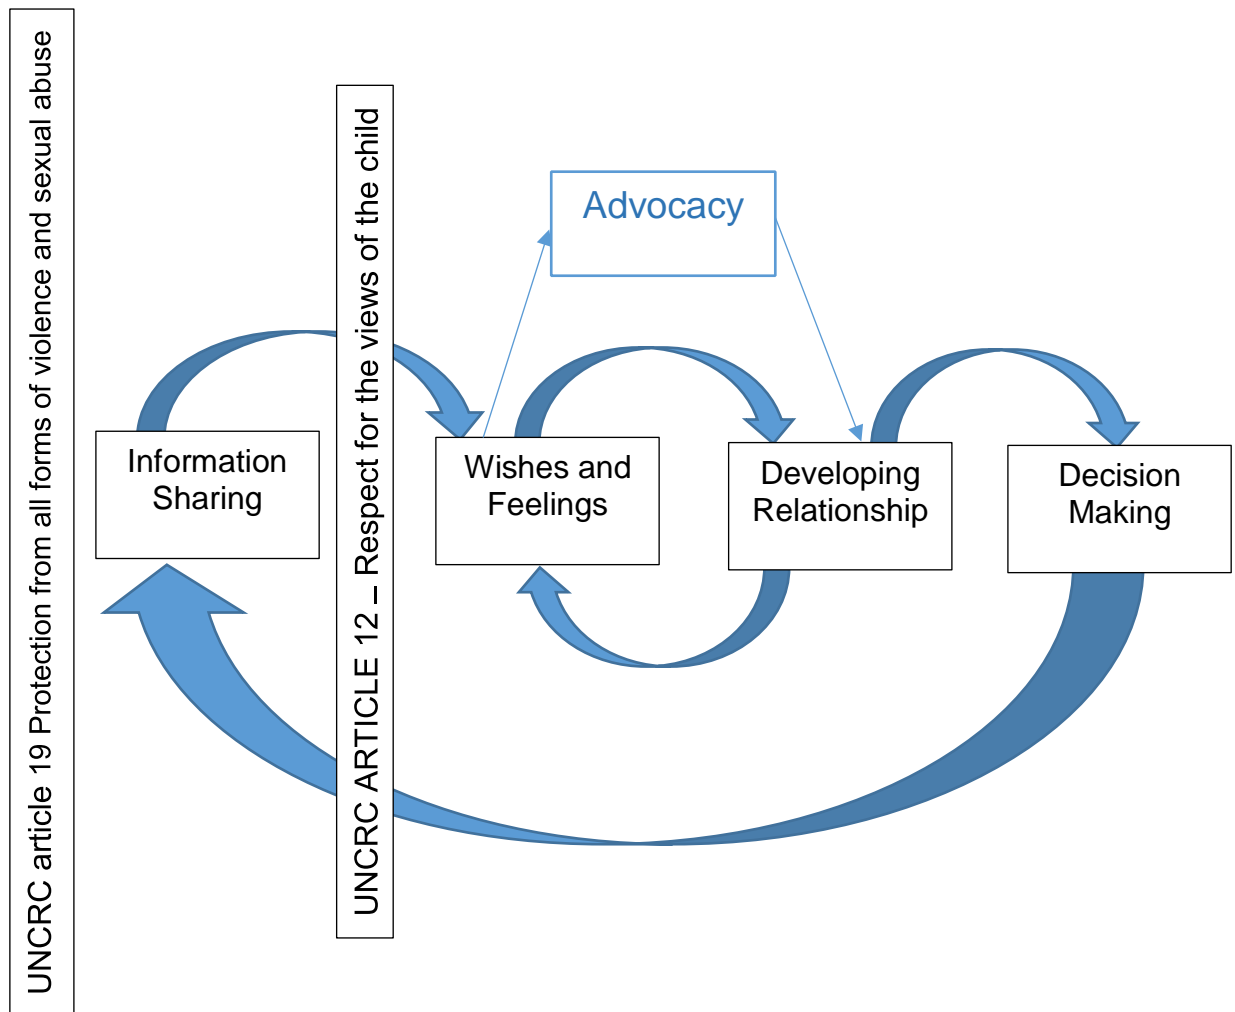 UNCRC article 19 Protection from all forms of violence and sexual abuse
UNCRC ARTICLE 12 – Respect for the views of the child
Advocacy
Information
Sharing
Wishes and
Feelings
Developing
Relationship
Decision
Making